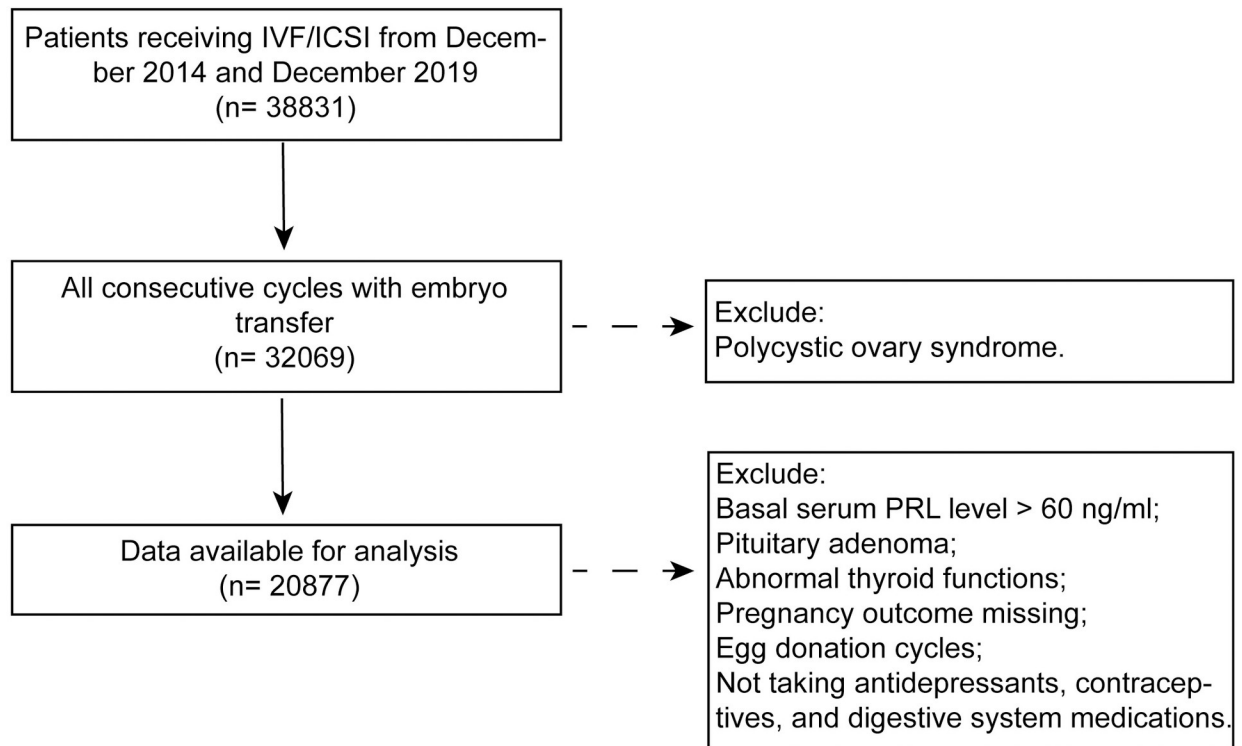 Patients receiving IVF/ICSI from Decem-
ber 2014 and December 2019
(n= 38831)
All consecutive cycles with embryo
transfer
(n= 32069)
Exclude:
Polycystic ovary syndrome.
Data available for analysis
(n= 20877)
Exclude:
Basal serum PRL level > 60 ng/ml;
Pituitary adenoma;
Abnormal thyroid functions;
Pregnancy outcome missing;
Egg donation cycles;
Not taking antidepressants, contracep-
tives, and digestive system medications.